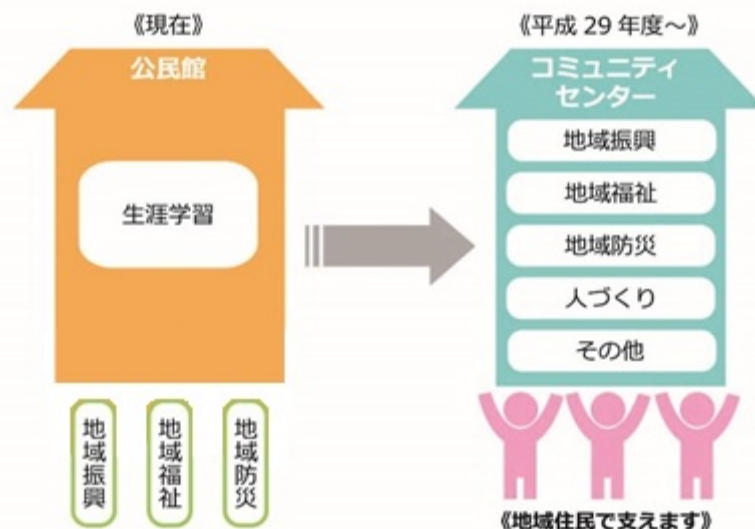 《現在》
公民館
生涯学習
地域振興
地域福祉
地域防災
《平成 29 年度～》
コミュニティ
センター
地域振興
地域福祉
地域防災
人づくり
その他
《地域住民で支えます》